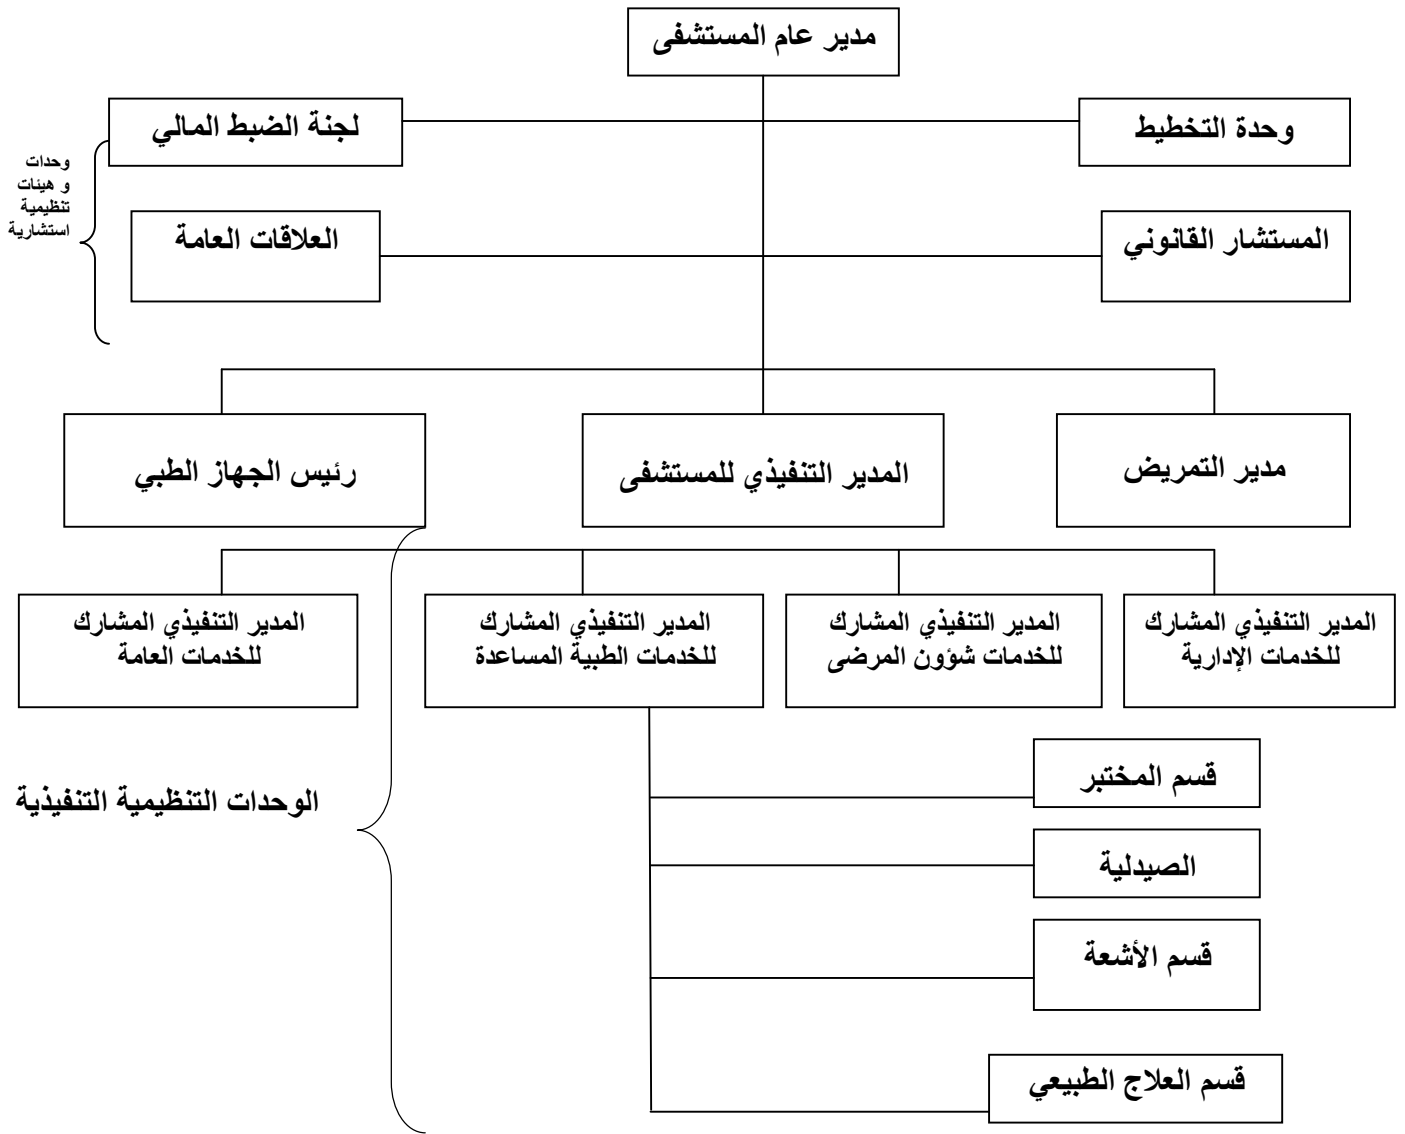 مدير عام المستشفى
وحدة التخطيط
لجنة الضبط المالي
وحدات
و هيئات
تنظيمية
استشارية
المستشار القانوني
العلاقات العامة
مدير التمريض
المدير التنفيذي للمستشفى
رئيس الجهاز الطبي
المدير التنفيذي المشارك
للخدمات الإدارية
المدير التنفيذي المشارك
للخدمات شؤون المرضى
المدير التنفيذي المشارك
للخدمات الطبية المساعدة
المدير التنفيذي المشارك
للخدمات العامة
قسم المختبر
الوحدات التنظيمية التنفيذية
الصيدلية
قسم الأشعة
قسم العلاج الطبيعي